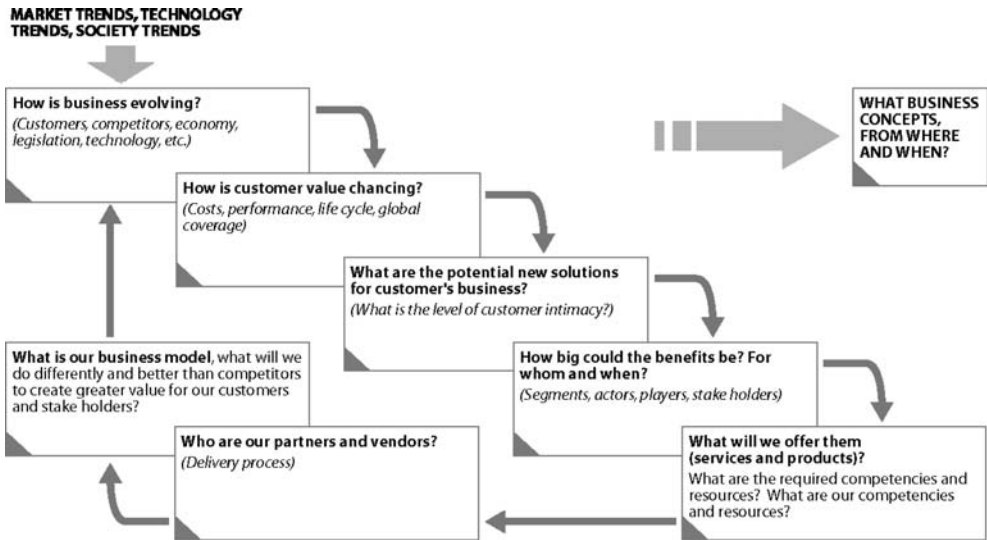 MARKET TRENDS, TECHNOLOGY
TRENDS, SOCIETY TRENDS
How is business evolving?
(Customers, competitors, economy,
legislation, technology, etc.)
WHAT BUSINESS
CONCEPTS,
FROM WHERE
AND WHEN?
How is customer value chancing?
(Costs, performance, life cycle, global
coverage)
What are the potential new solutions
for customer's business?
(What is the level of customer intimacy?)
How big could the benefits be? For
whom and when?
(Segments, actors, players, stake holders)
What will we offer them
(services and products)?
What are the required competencies and
resources? What are our competencies
and resources?
Who are our partners and vendors?
(Delivery process)
What is our business model, what will we
do differently and better than competitors
to create greater value for our customers
and stake holders?